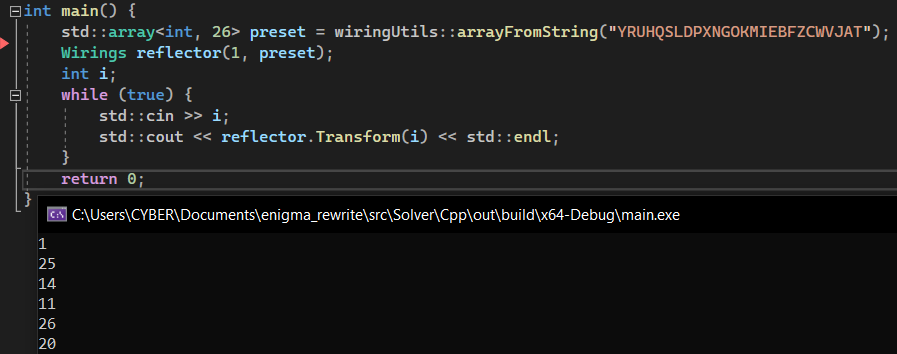 int main() {
std::array<int, 26> preset = wiringUtils::arrayFromString("YRUHQSLDPXNGOKMIEBFZCWVJAT");
Wirings reflector(1, preset);
int i;
while (true) {
std::cin >> i;
std::cout << reflector.Transform(i) << std::endl;
}
return 0;
}
C:\Users\CYBER\Documents\enigma_rewrite\src\Solver\Cpp\out\build\x64-Debug\main.exe
1
25
14
11
26
20